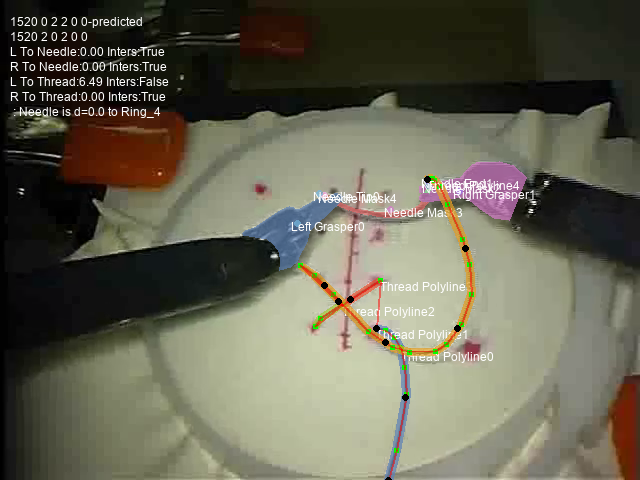 1520 0 2 2 0 0-predicted
1520 2 0 2 0 0
L To Needle:0.00 Inters:True
R To Needle:0.00 Inters:True
L To Thread:6.49 Inters:False
R To Thread:0.00 Inters:True
: Needle is d=0.0 to Ring_4
Right Grasper1
Needle Mask4
Needle Mask3
Left Grasper0
Thread Polyline
Thread Polyline2
Thread Polyline1
Thread Polyline0